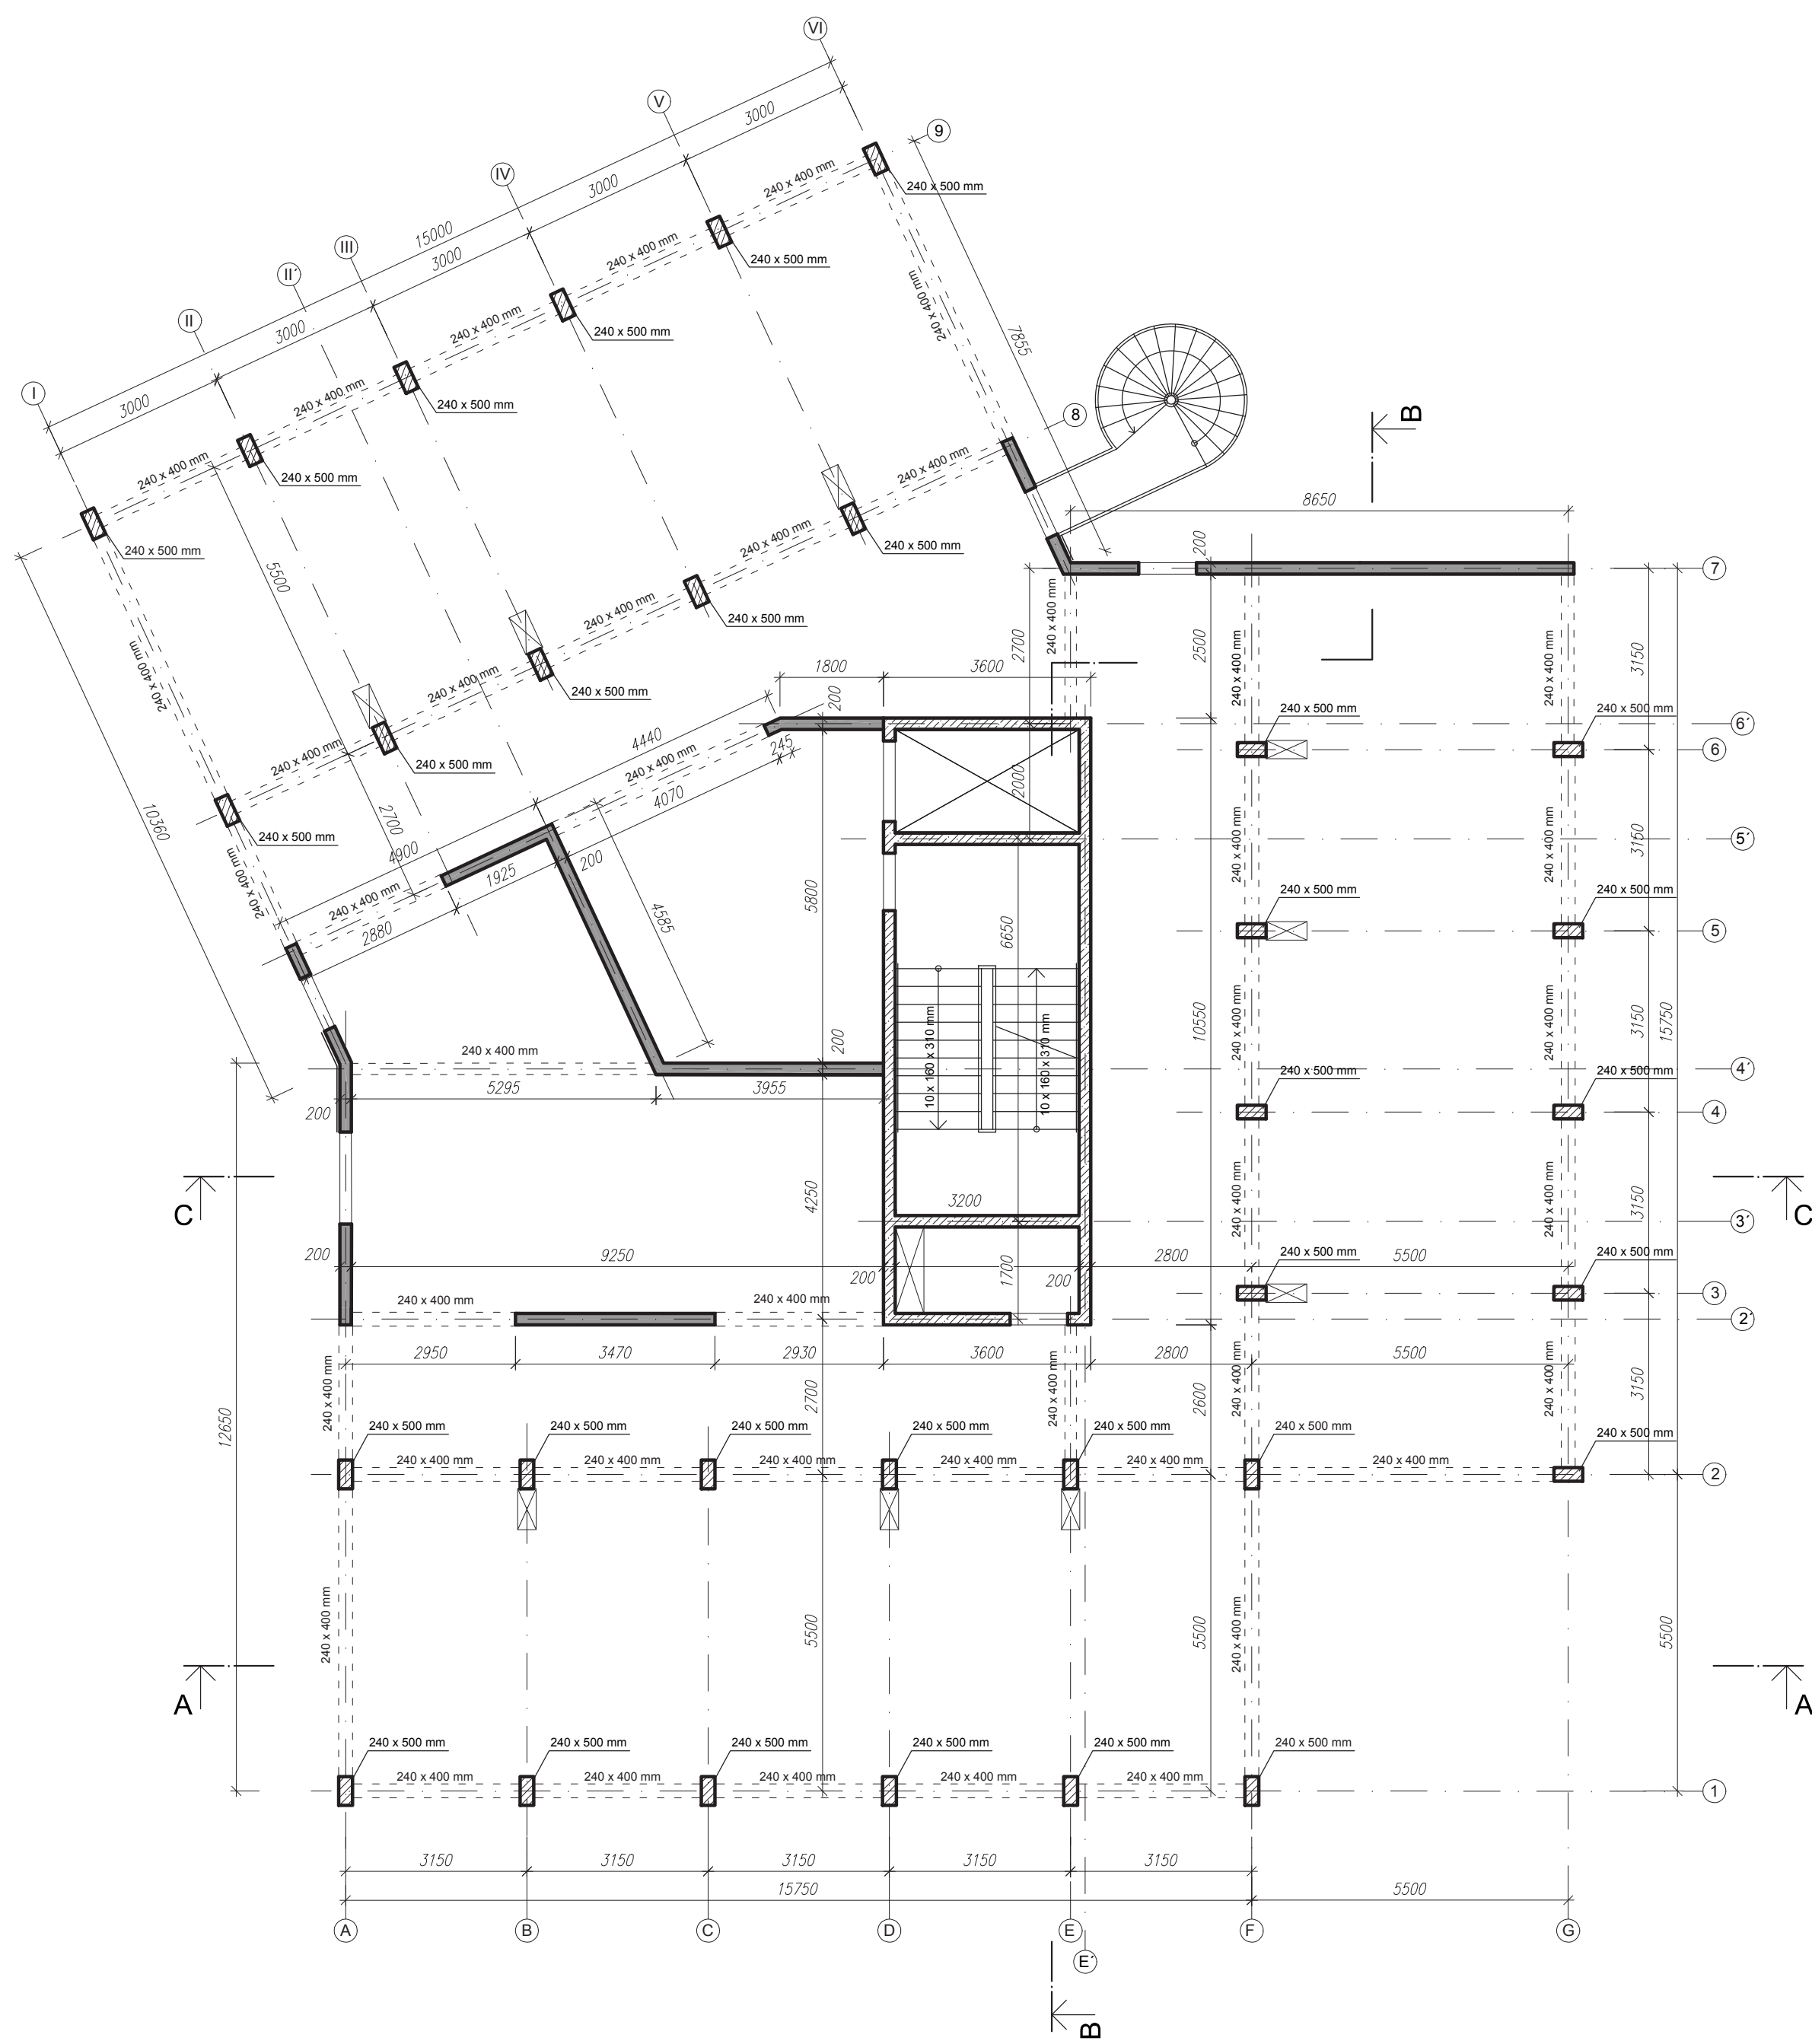 VI
3000
V
9
240 x 400 mm
240 x 500 mm
3000
IV
15000
3000
240 x 400 mm
240 x 500 mm
III
II´
240 x 400 mm
7855
3000
240 x 400 mm
240 x 500 mm
II
3000
240 x 400 mm
240 x 500 mm
I
8
B
240 x 400 mm
240 x 500 mm
240 x 400 mm
240 x 500 mm
8650
240 x 400 mm
240 x 500 mm
5500
200
7
240 x 400 mm
240 x 500 mm
240 x 400 mm
2700
2500
240 x 400 mm
240 x 400 mm
3150
240 x 400 mm
240 x 400 mm
240 x 500 mm
1800
3600
200
240 x 500 mm
240 x 500 mm
6´
6
240 x 400 mm
240 x 500 mm
4440
245
240 x 400 mm
4070
2000
10360
240 x 500 mm
2700
5´
240 x 400 mm
240 x 400 mm
3150
4900
200
1925
240 x 400 mm
240 x 400 mm
2880
4585
5800
6650
240 x 500 mm
240 x 500 mm
5
10550
15750
240 x 400 mm
240 x 400 mm
3150
200
240 x 400 mm
10 x 160 x 310 mm
10 x 160 x 310 mm
240 x 500 mm
240 x 500 mm
4´
5295
3955
200
4
C
4250
3200
240 x 400 mm
240 x 400 mm
3150
C
3´
200
9250
200
1700
200
2800
5500
240 x 500 mm
240 x 500 mm
3
240 x 400 mm
240 x 400 mm
2´
2950
3470
2930
3600
2800
5500
240 x 400 mm
2700
240 x 400 mm
2600
240 x 400 mm
240 x 400 mm
3150
12650
240 x 500 mm
240 x 500 mm
240 x 500 mm
240 x 500 mm
240 x 500 mm
240 x 500 mm
240 x 500 mm
240 x 400 mm
240 x 400 mm
240 x 400 mm
240 x 400 mm
240 x 400 mm
240 x 400 mm
2
240 x 400 mm
5500
5500
240 x 400 mm
5500
A
A
240 x 500 mm
240 x 500 mm
240 x 500 mm
240 x 500 mm
240 x 500 mm
240 x 500 mm
240 x 400 mm
240 x 400 mm
240 x 400 mm
240 x 400 mm
240 x 400 mm
1
3150
3150
3150
3150
3150
15750
5500
A
B
C
D
E
F
G
E´
B